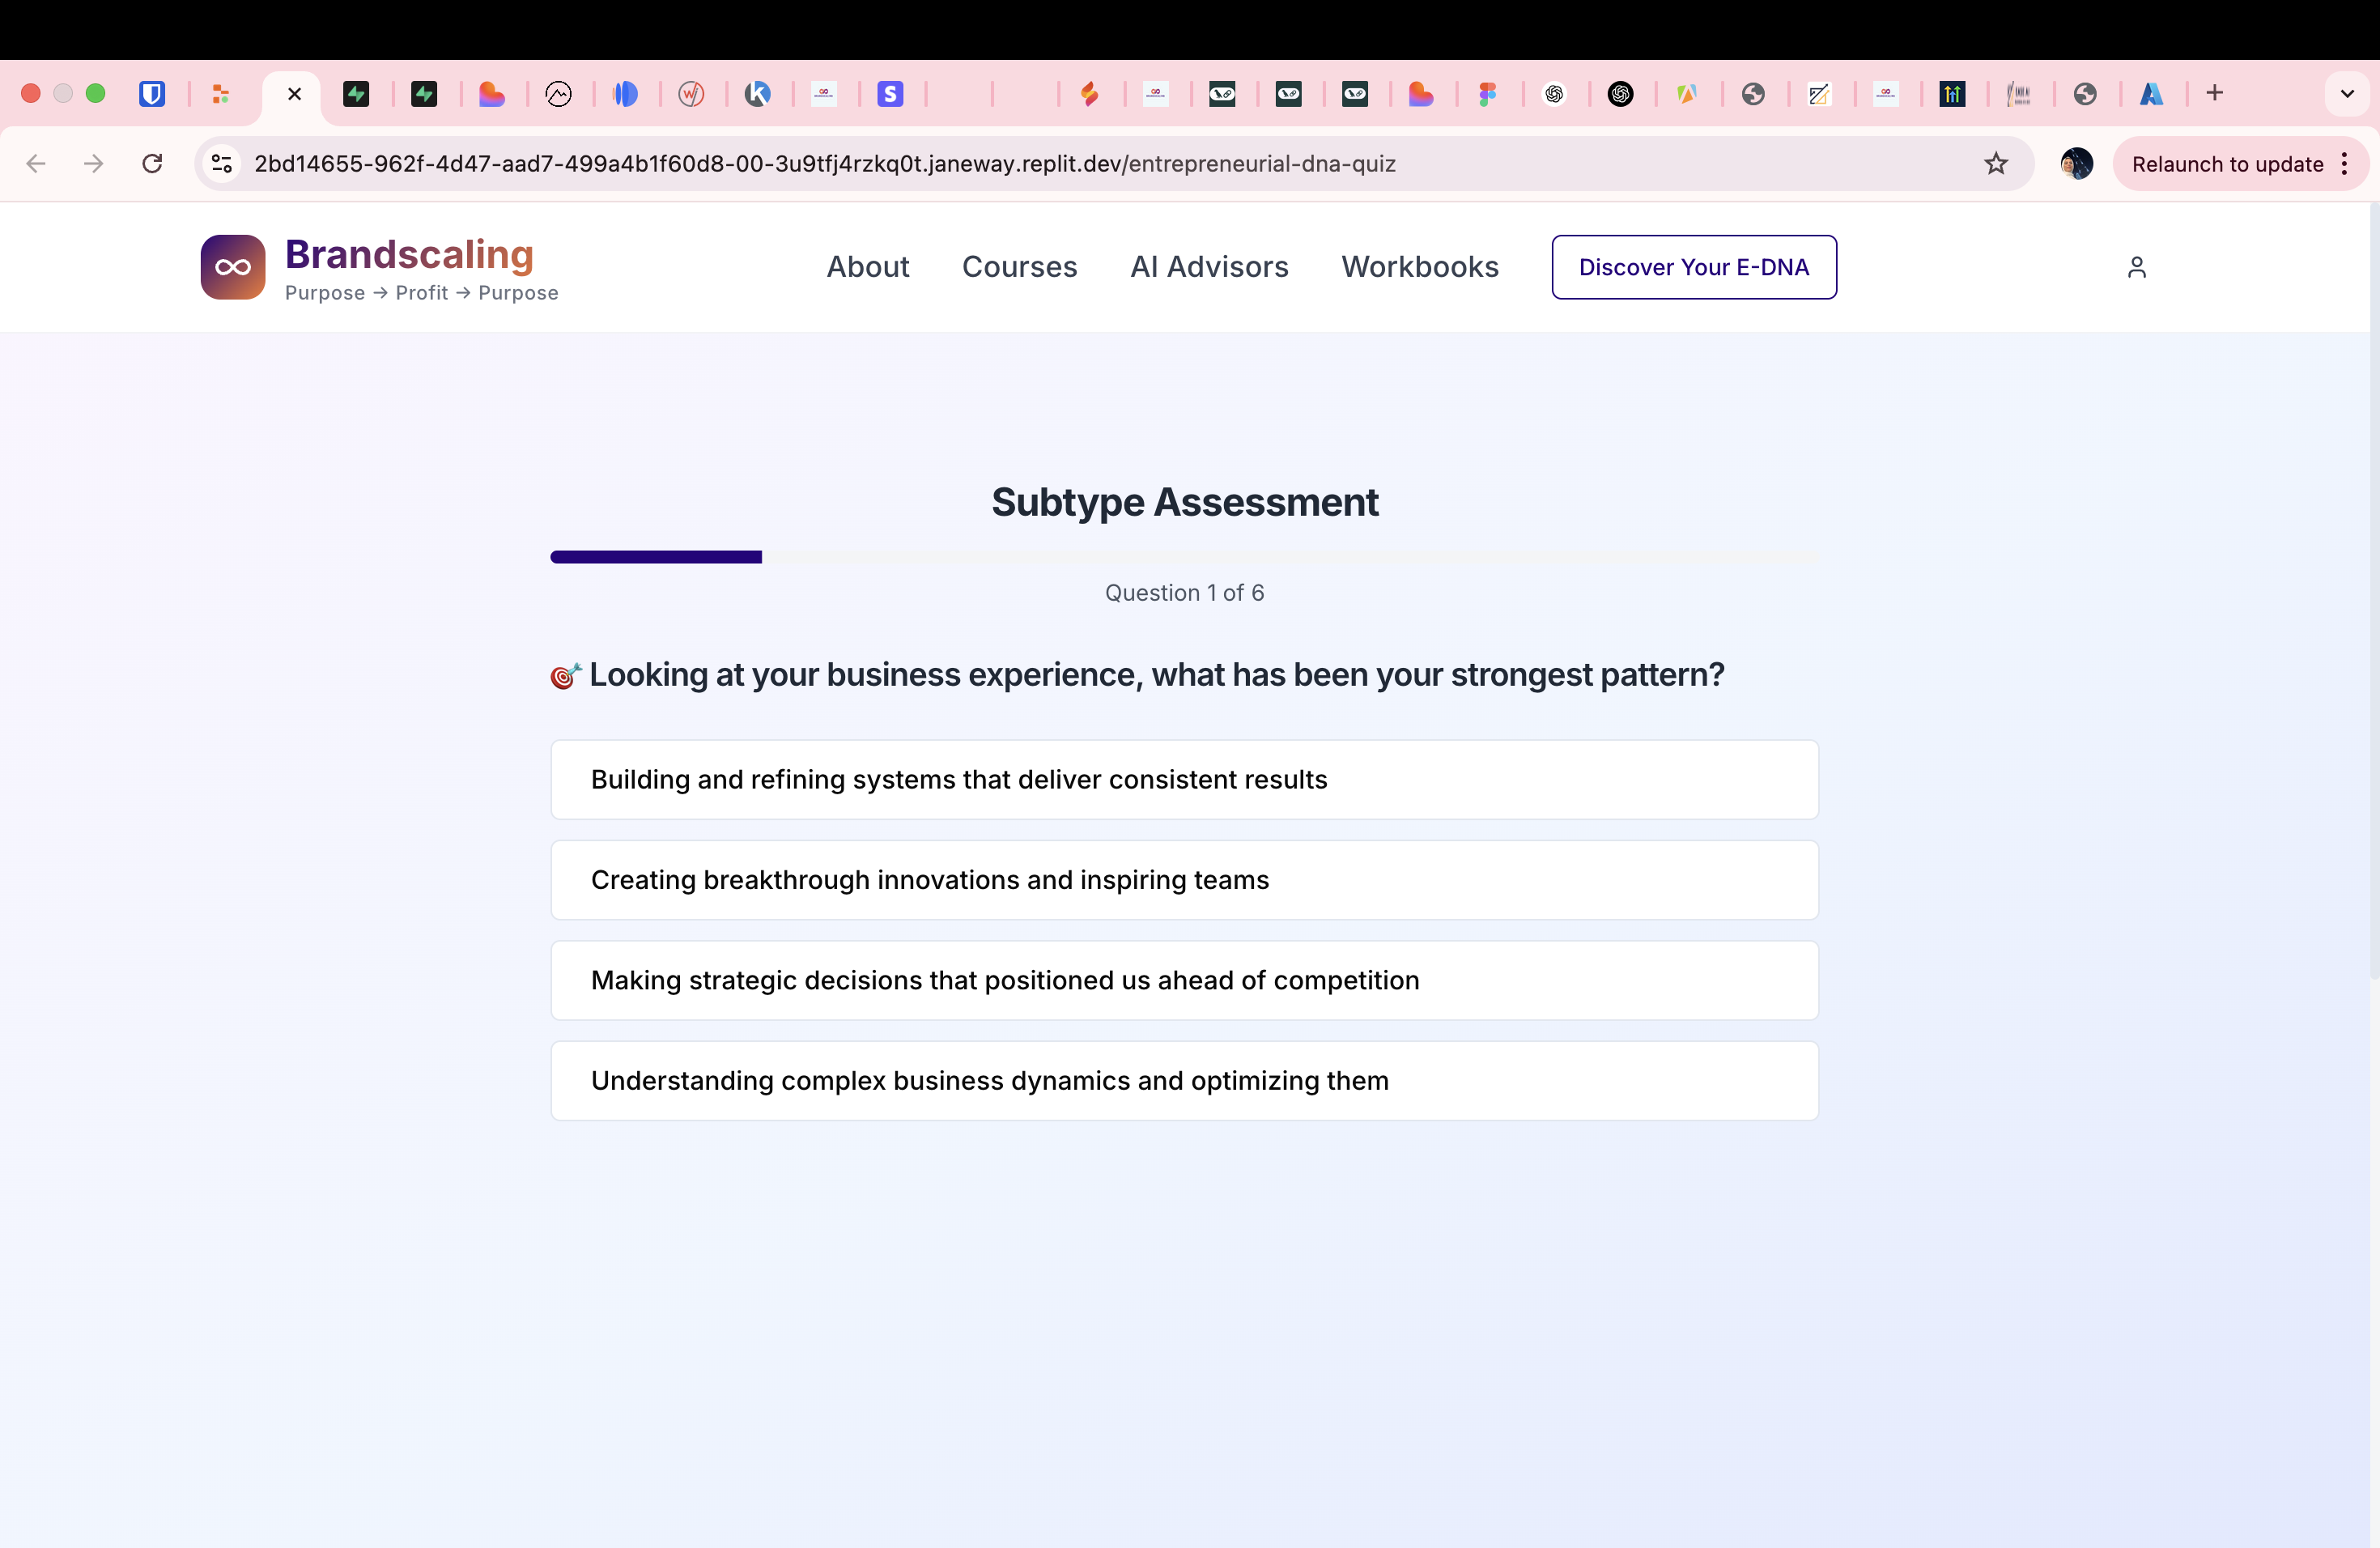 2bd14655-962f-4d47-aad7-499a4b1f60d8-00-3u9tfj4rzkq0t.janeway.replit.dev/entrepreneurial-dna-quiz
Relaunch to update
Brandscaling
Purpose → Profit → Purpose
About
Courses
AI Advisors
Workbooks
Discover Your E-DNA
Subtype Assessment
Question 1 of 6
🎯 Looking at your business experience, what has been your strongest pattern?
Building and refining systems that deliver consistent results
Creating breakthrough innovations and inspiring teams
Making strategic decisions that positioned us ahead of competition
Understanding complex business dynamics and optimizing them